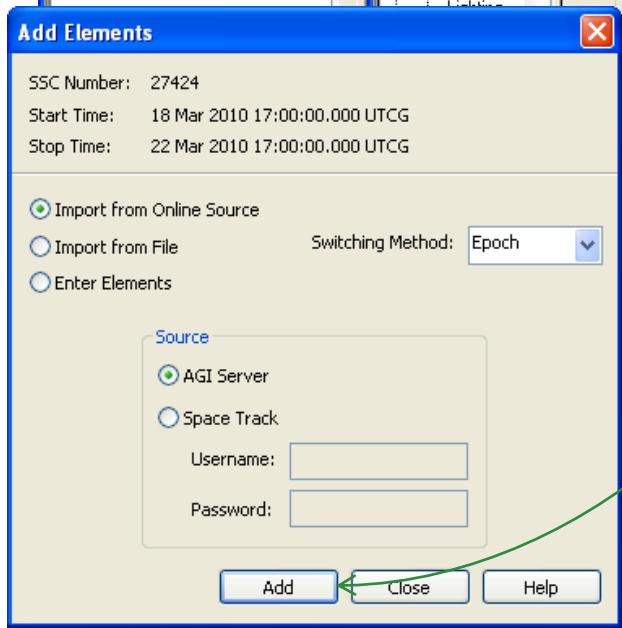 Lighting
Add Elements
SSC Number: 27424
Start Time: 18 Mar 2010 17:00:00.000 UTCG
Stop Time: 22 Mar 2010 17:00:00.000 UTCG
Import from Online Source
Import from File Switching Method: Epoch
Enter Elements
Source
AGI Server
Space Track
Username:
Password:
Add Close Help